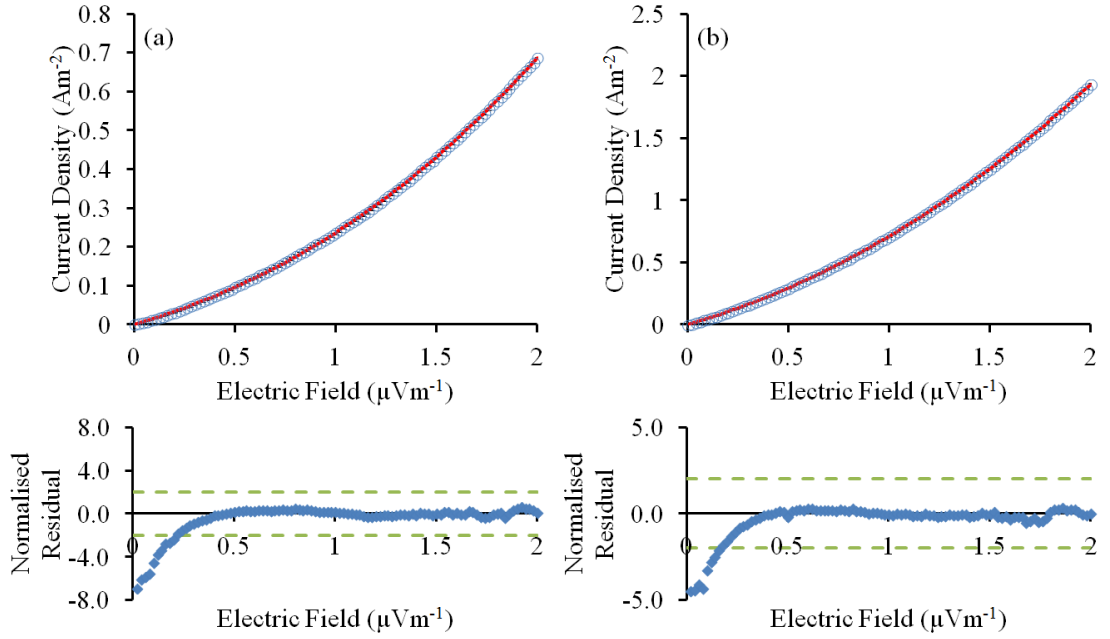 (a)
Current Density (Am⁻²)
0.8
0.7
0.6
0.5
0.4
0.3
0.2
0.1
0
0 0.5 1 1.5 2
Electric Field (µVm⁻¹)
(b)
Current Density (Am⁻²)
2.5
2
1.5
1
0.5
0
0 0.5 1 1.5 2
Electric Field (µVm⁻¹)
Normalised
Residual
8.0
4.0
0.0
-4.0
-8.0
0 0.5 1 1.5 2
Electric Field (µVm⁻¹)
Normalised
Residual
5.0
0.0
-5.0
0 0.5 1 1.5 2
Electric Field (µVm⁻¹)